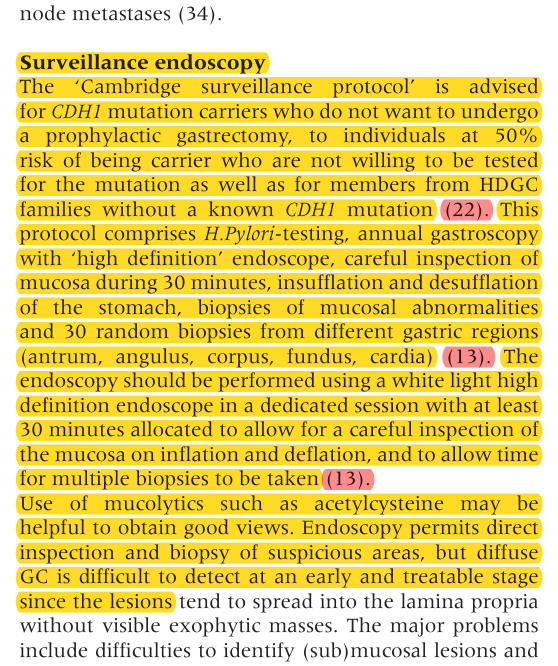 node metastases (34).
Surveillance endoscopy
The ‘Cambridge surveillance protocol’ is advised
for CDH1 mutation carriers who do not want to undergo
a prophylactic gastrectomy, to individuals at 50%
risk of being carrier who are not willing to be tested
for the mutation as well as for members from HDGC
families without a known CDH1 mutation (22). This
protocol comprises H.Pylori-testing, annual gastroscopy
with ‘high definition’ endoscope, careful inspection of
mucosa during 30 minutes, insufflation and desufflation
of the stomach, biopsies of mucosal abnormalities
and 30 random biopsies from different gastric regions
(antrum, angulus, corpus, fundus, cardia) (13). The
endoscopy should be performed using a white light high
definition endoscope in a dedicated session with at least
30 minutes allocated to allow for a careful inspection of
the mucosa on inflation and deflation, and to allow time
for multiple biopsies to be taken (13).
Use of mucolytics such as acetylcysteine may be
helpful to obtain good views. Endoscopy permits direct
inspection and biopsy of suspicious areas, but diffuse
GC is difficult to detect at an early and treatable stage
since the lesions tend to spread into the lamina propria
without visible exophytic masses. The major problems
include difficulties to identify (sub)mucosal lesions and